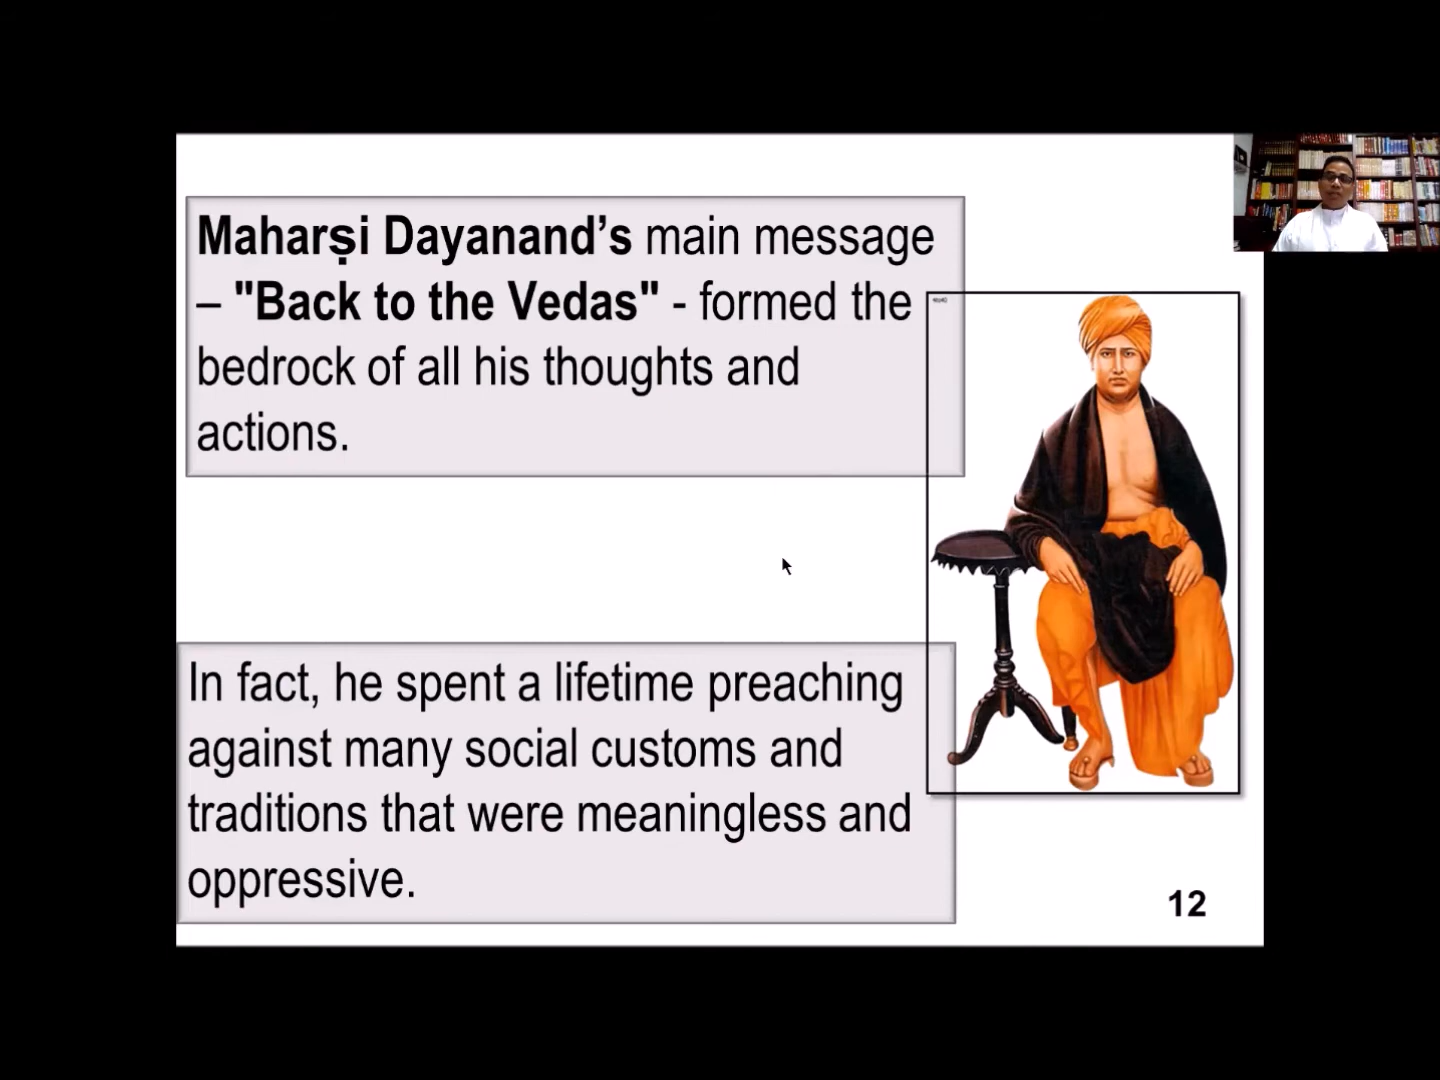 Maharṣi Dayanand’s main message
– "Back to the Vedas" - formed the
bedrock of all his thoughts and
actions.
In fact, he spent a lifetime preaching
against many social customs and
traditions that were meaningless and
oppressive.
12